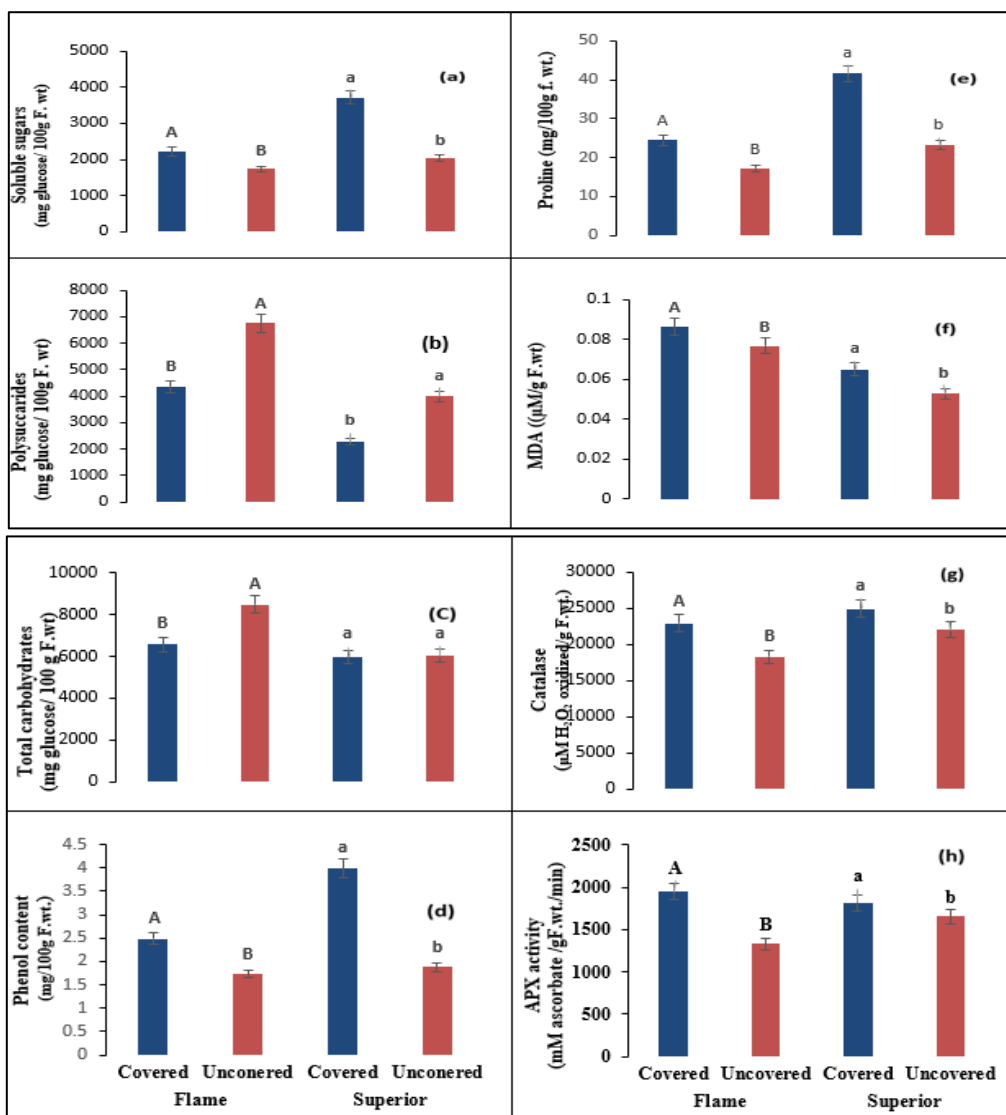 (a)
Soluble sugars
(mg glucose/ 100g F. wt)
5000
4000
3000
2000
1000
0
A
B
a
b
(e)
Proline (mg/100g f. wt.)
50
40
30
20
10
0
A
B
a
b
(b)
Polysuccarides
(mg glucose/ 100g F. wt)
8000
7000
6000
5000
4000
3000
2000
1000
0
B
A
b
a
(f)
MDA ((µM/g F.wt)
0.1
0.08
0.06
0.04
0.02
0
A
B
a
b
(C)
Total carbohydrates
(mg glucose/ 100 g F.wt)
10000
8000
6000
4000
2000
0
B
A
a
a
(g)
Catalase
(µMH₂O₂ oxidized/g F.wt.)
30000
25000
20000
15000
10000
5000
0
A
B
a
b
(d)
Phenol content
(mg/100g F.wt.)
4.5
4
3.5
3
2.5
2
1.5
1
0.5
0
A
B
a
b
Covered Unconered Covered Unconered
Flame Superior
(h)
APX activity
(mM ascorbate /gF.wt./min)
2500
2000
1500
1000
500
0
A
B
a
b
Covered Uncovered Covered Uncovered
Flame Superior